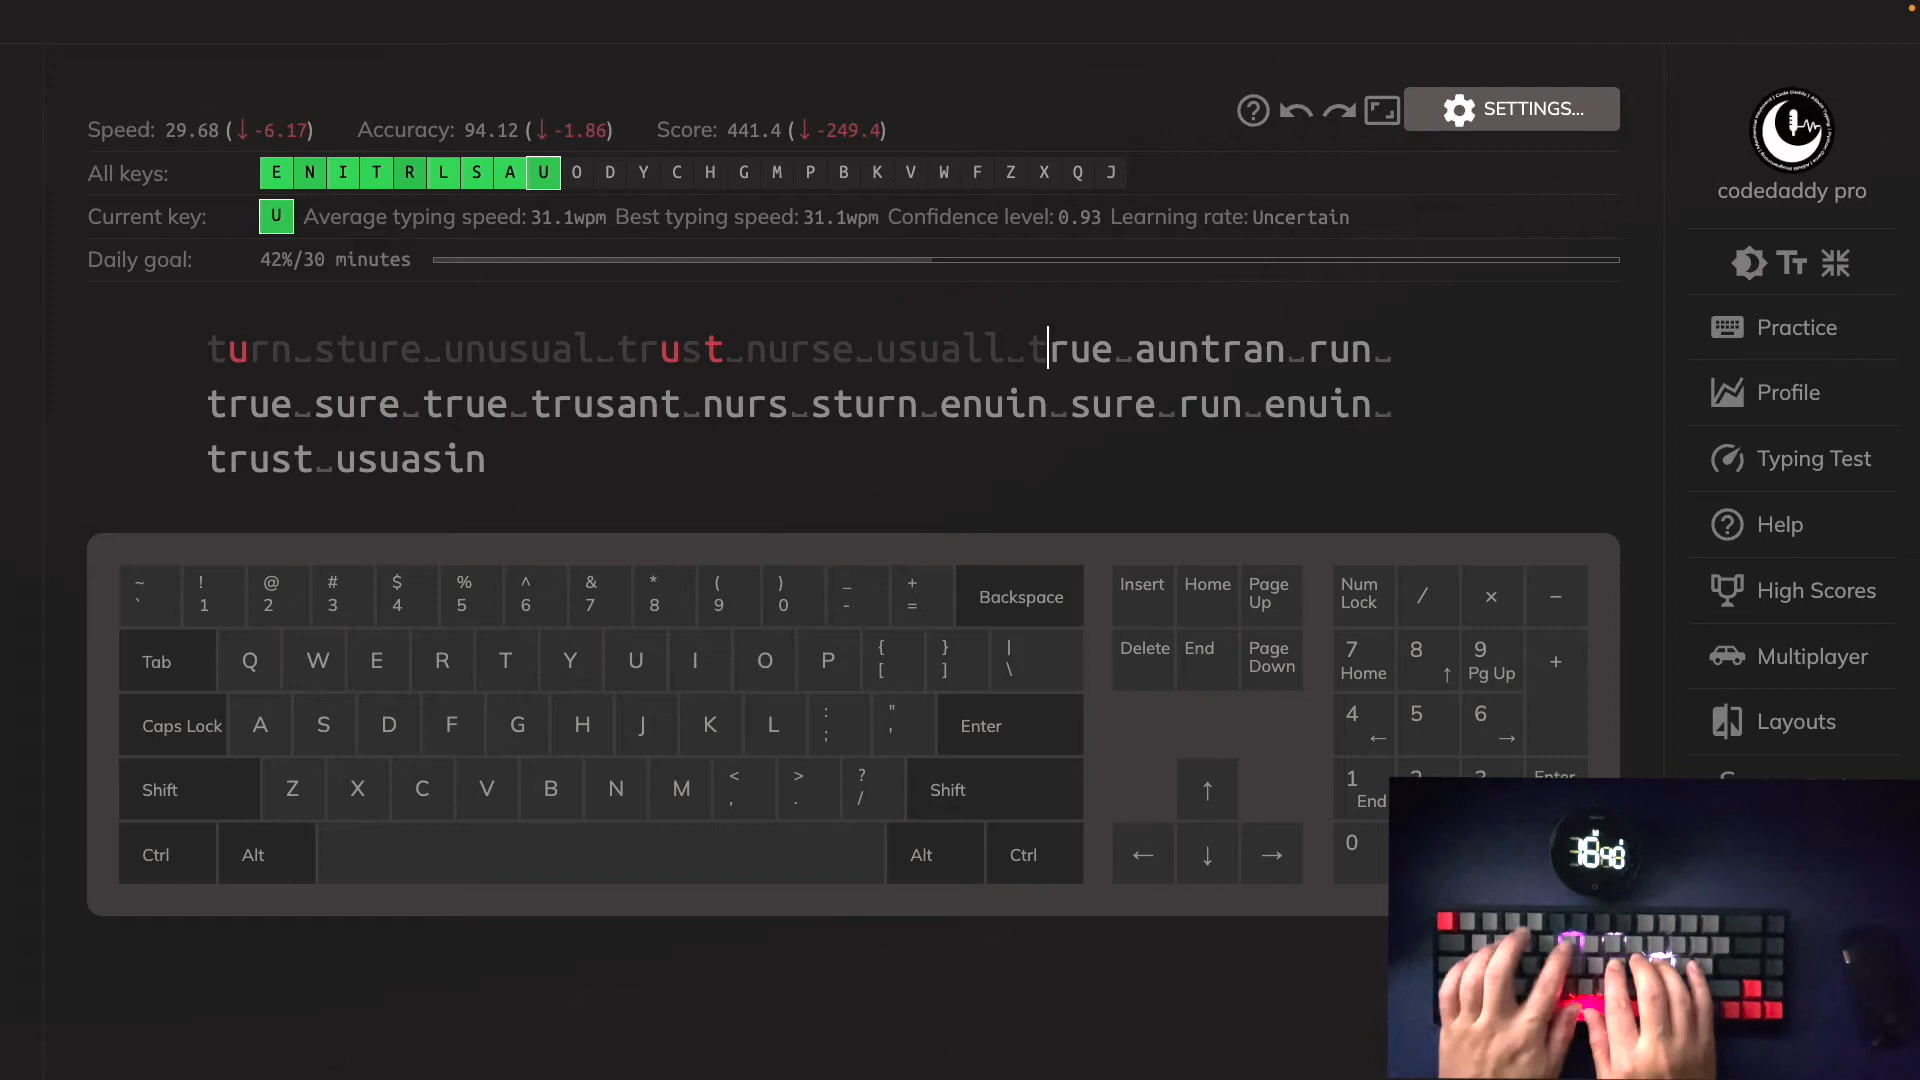 SETTINGS...
Speed: 29.68 (↓-6.17) Accuracy: 94.12 (↓-1.86) Score: 441.4 (↓-249.4)
All keys: E N I T R L S A U O D Y C H G M P B K V W F Z X Q J
Current key: U Average typing speed: 31.1wpm Best typing speed: 31.1wpm Confidence level: 0.93 Learning rate: Uncertain
Daily goal: 42%/30 minutes
turn␣sture␣unusual␣trust␣nurse␣usuall␣true␣auntran␣run␣
true␣sure␣true␣trusant␣nurs␣sturn␣enuin␣sure␣run␣enuin␣
trust␣usuasin
~ ! @ # $ % ^ & * ( ) _ +
` 1 2 3 4 5 6 7 8 9 0 - = Backspace
Tab Q W E R T Y U I O P { [ } ] | \
Caps Lock A S D F G H J K L : ; " ' Enter
Shift Z X C V B N M < , > . ? / Shift
Ctrl Alt Alt Ctrl
Insert Home Page Up
Delete End Page Down
↑
← ↓ →
Num Lock / × −
7 Home 8 ↑ 9 Pg Up +
4 ← 5 6 →
1 End
0
codedaddy pro
Practice
Profile
Typing Test
Help
High Scores
Multiplayer
Layouts